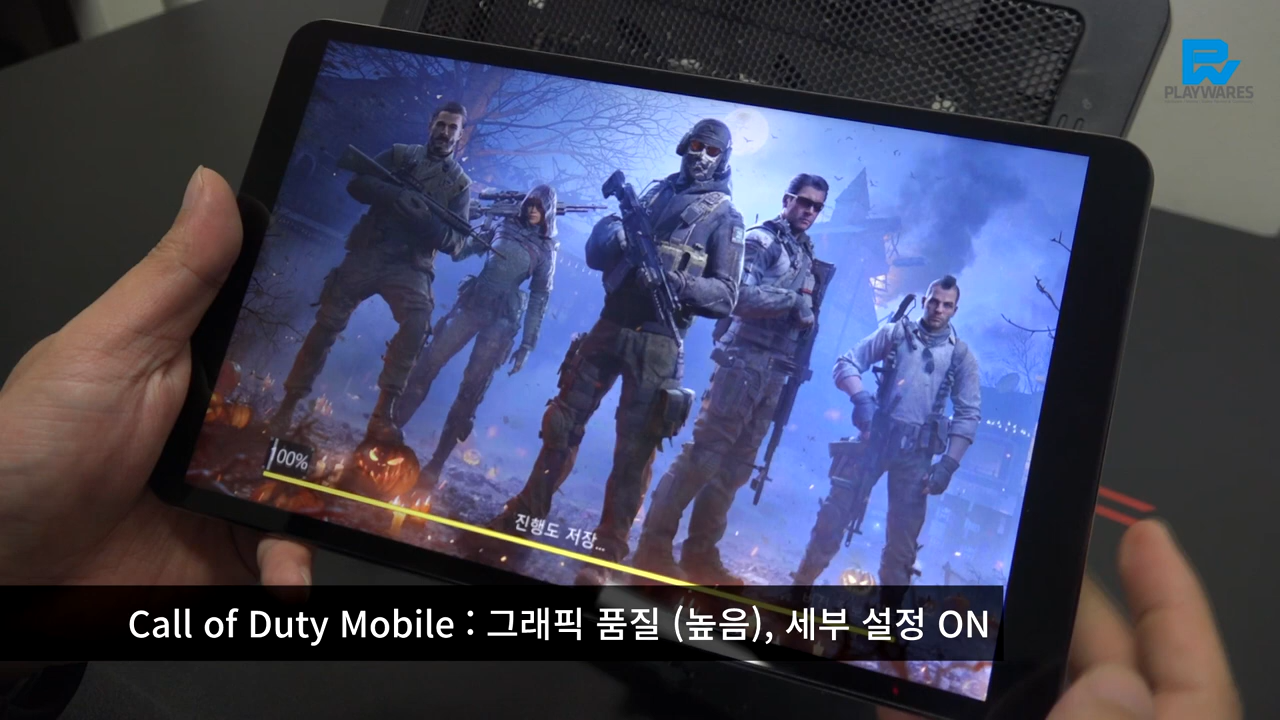 PLAYWARES
100%
진행도 저장...
Call of Duty Mobile : 그래픽 품질 (높음), 세부 설정 ON